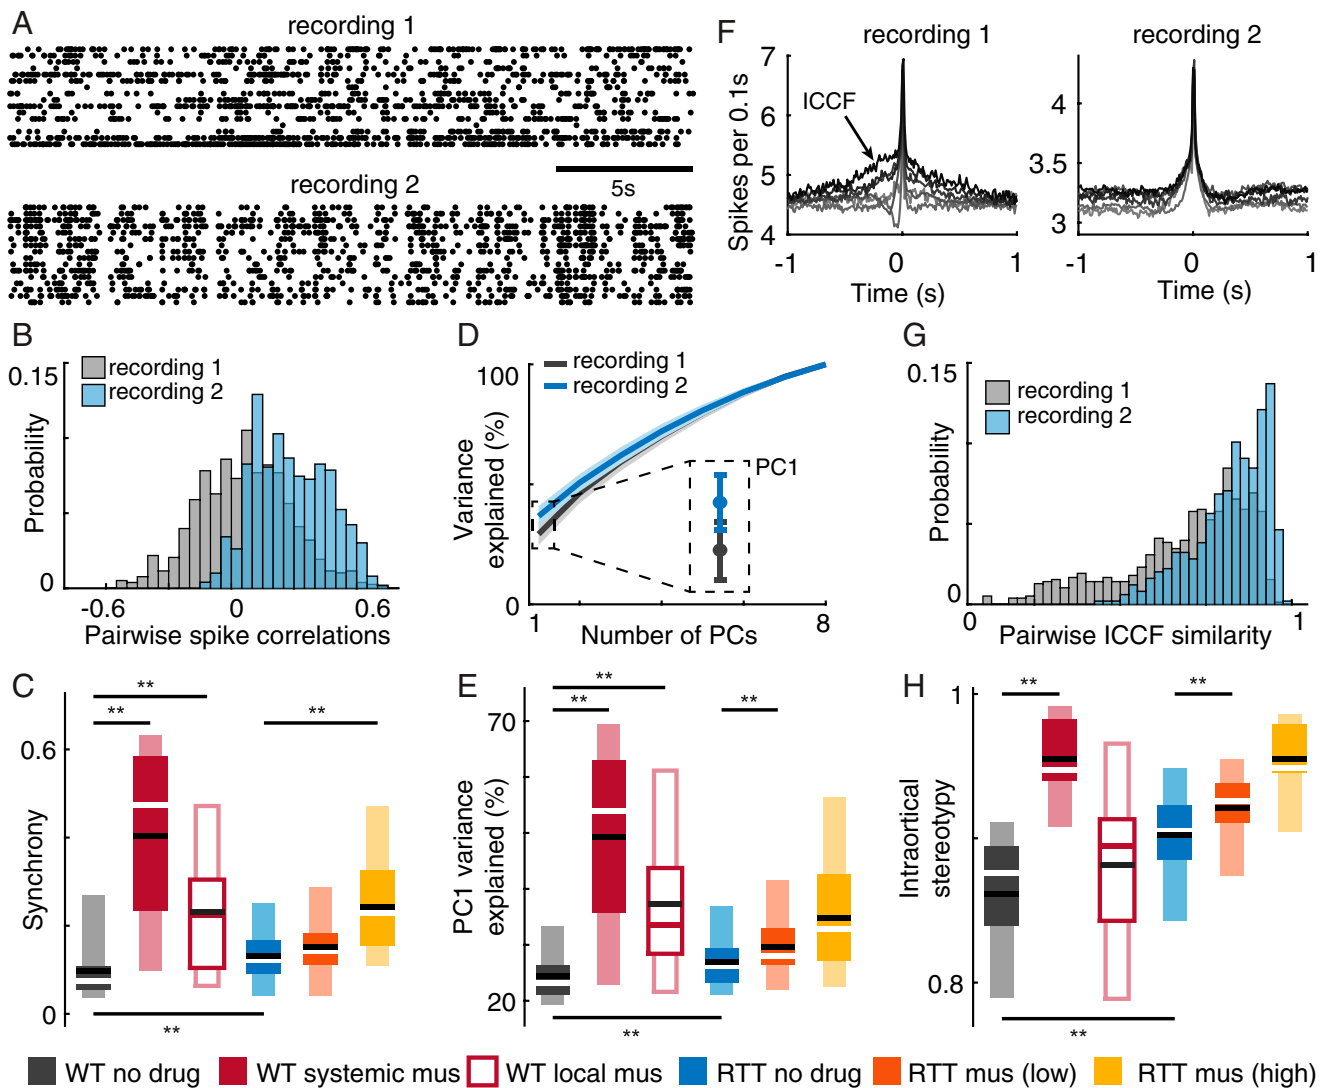 A
recording 1
5s
recording 2
B
recording 1
recording 2
0.15
0
Probability
-0.6
0
0.6
Pairwise spike correlations
C
**
**
**
0.6
0
Synchrony
**
D
recording 1
recording 2
100
0
Variance
explained (%)
PC1
1
8
Number of PCs
E
**
**
**
70
20
PC1 variance
explained (%)
**
F
recording 1
recording 2
ICCF
7
6
5
4
Spikes per 0.1s
-1
0
1
Time (s)
4
3.5
3
-1
0
1
Time (s)
G
recording 1
recording 2
0.15
0
Probability
0
1
Pairwise ICCF similarity
H
**
**
1
0.8
Intraortical
stereotypy
**
WT no drug
WT systemic mus
WT local mus
RTT no drug
RTT mus (low)
RTT mus (high)